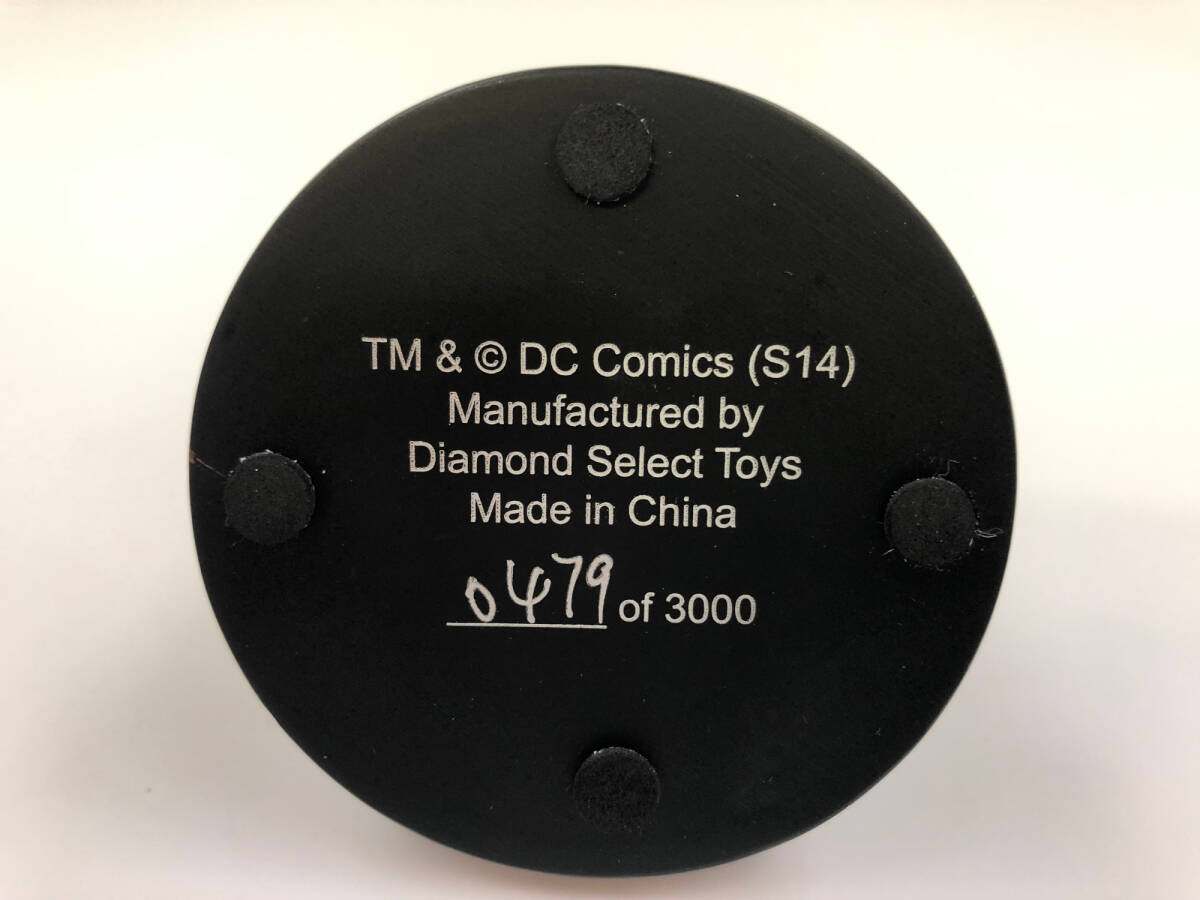 TM & © DC Comics (S14)
Manufactured by
Diamond Select Toys
Made in China
0479 of 3000